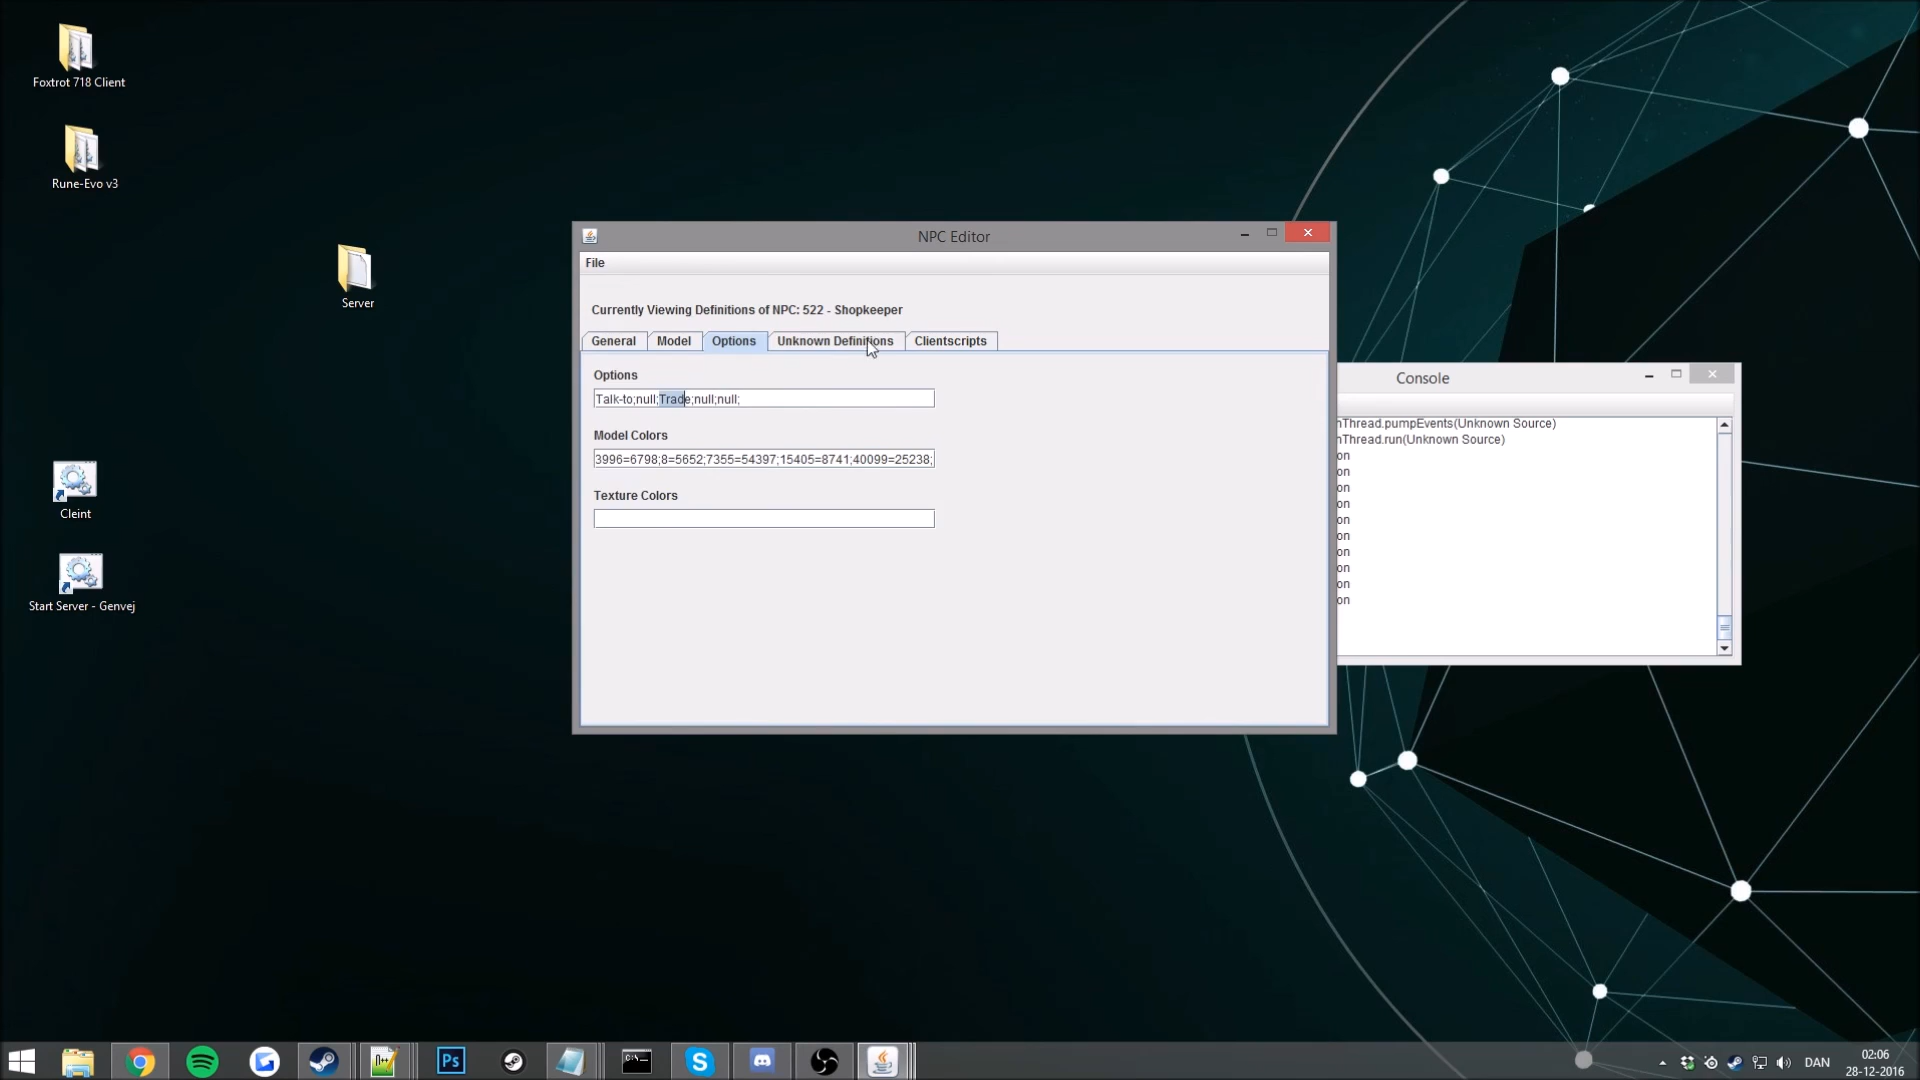 Foxtrot 718 Client
Rune-Evo v3
Server
Cleint
Start Server - Genvej
NPC Editor
File
Currently Viewing Definitions of NPC: 522 - Shopkeeper
General
Model
Options
Unknown Definitions
Clientscripts
Options
Talk-to;null;Trade;null;null;
Model Colors
3996=6798;8=5652;7355=54397;15405=8741;40099=25238;
Texture Colors
Console
nThread.pumpEvents(Unknown Source)
nThread.run(Unknown Source)
on
on
on
on
on
on
on
on
on
on
Ps
C:\
DAN
02:06
28-12-2016